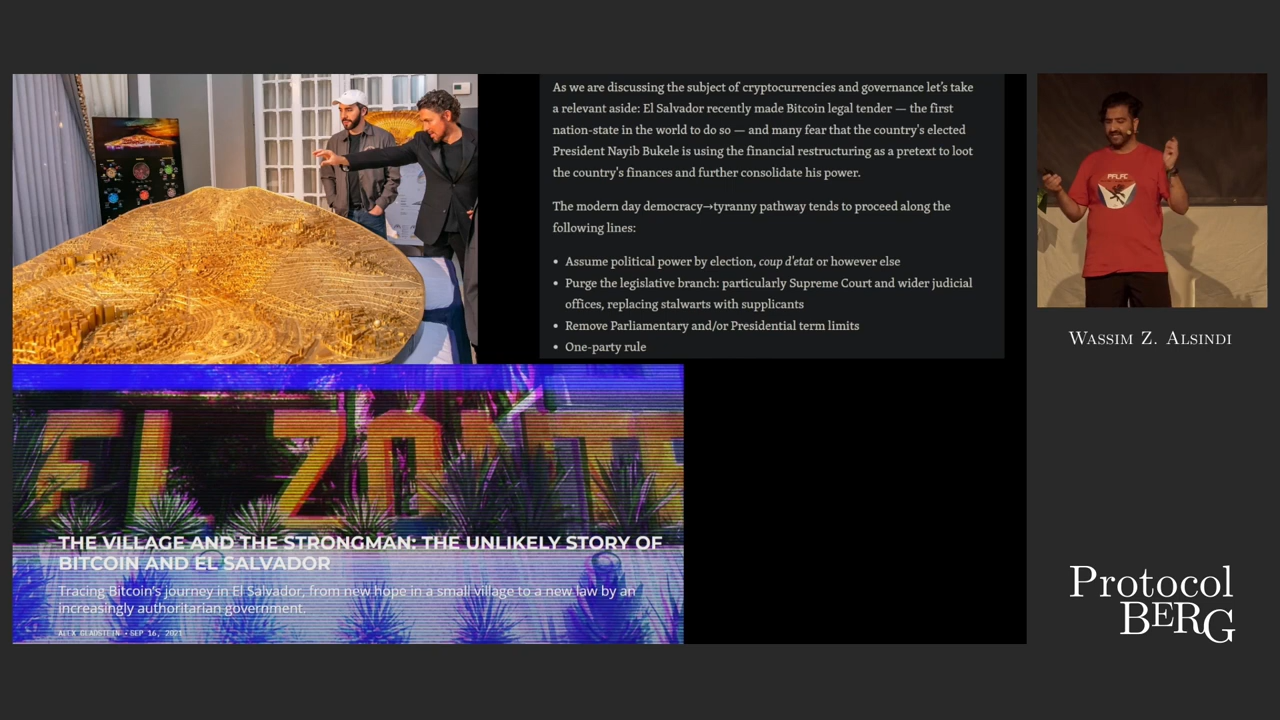 As we are discussing the subject of cryptocurrencies and governance let's take
a relevant aside: El Salvador recently made Bitcoin legal tender — the first
nation-state in the world to do so — and many fear that the country's elected
President Nayib Bukele is using the financial restructuring as a pretext to loot
the country's finances and further consolidate his power.
The modern day democracy→tyranny pathway tends to proceed along the
following lines:
• Assume political power by election, coup d'etat or however else
• Purge the legislative branch: particularly Supreme Court and wider judicial
offices, replacing stalwarts with supplicants
• Remove Parliamentary and/or Presidential term limits
• One-party rule
EL ZONTE
THE VILLAGE AND THE STRONGMAN: THE UNLIKELY STORY OF
BITCOIN AND EL SALVADOR
Tracing Bitcoin's journey in El Salvador, from new hope in a small village to a new law by an
increasingly authoritarian government.
ALEX GLADSTEIN • SEP 16, 2021
WASSIM Z. ALSINDI
Protocol
BERG